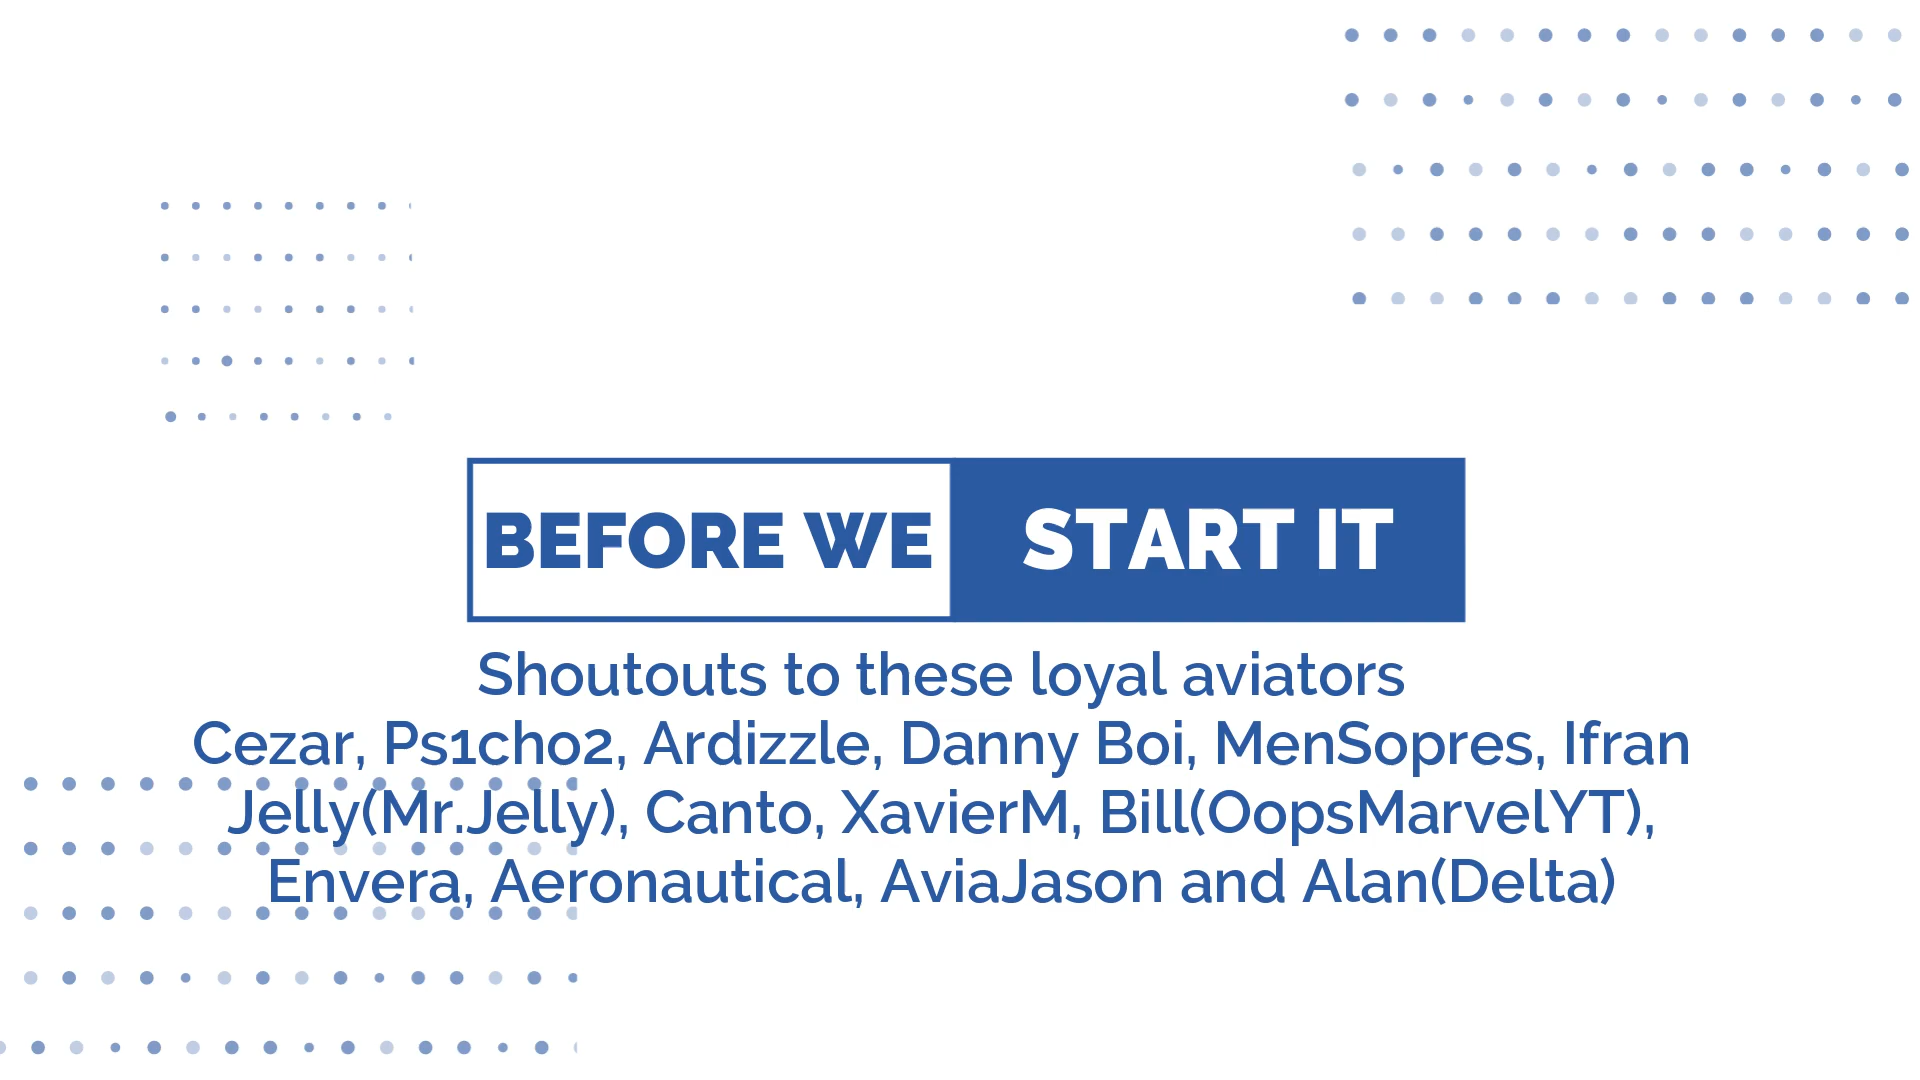 BEFORE WE START IT
Shoutouts to these loyal aviators
Cezar, Ps1cho2, Ardizzle, Danny Boi, MenSopres, Ifran
Jelly(Mr.Jelly), Canto, XavierM, Bill(OopsMarvelYT),
Envera, Aeronautical, AviaJason and Alan(Delta)